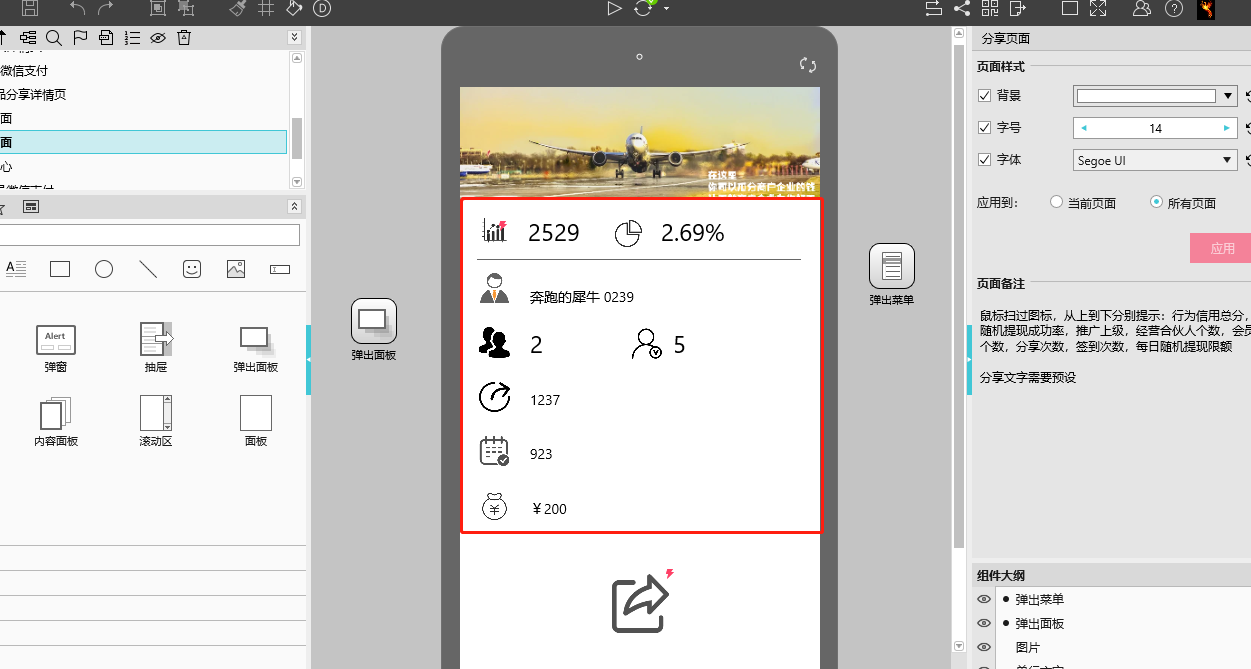 微信支付
品分享详情页
面
面
心
Alert
弹窗
抽屉
弹出面板
内容面板
滚动区
面板
弹出面板
在这里：
你可以瓜分商户企业的钱
2529
2.69%
奔跑的犀牛 0239
2
5
1237
923
￥200
弹出菜单
分享页面
页面样式
背景
字号
14
字体
Segoe UI
应用到：
当前页面
所有页面
应用
页面备注
鼠标扫过图标，从上到下分别提示：行为信用总分，
随机提现成功率，推广上级，经营合伙人个数，会员
个数，分享次数，签到次数，每日随机提现限额
分享文字需要预设
组件大纲
弹出菜单
弹出面板
图片